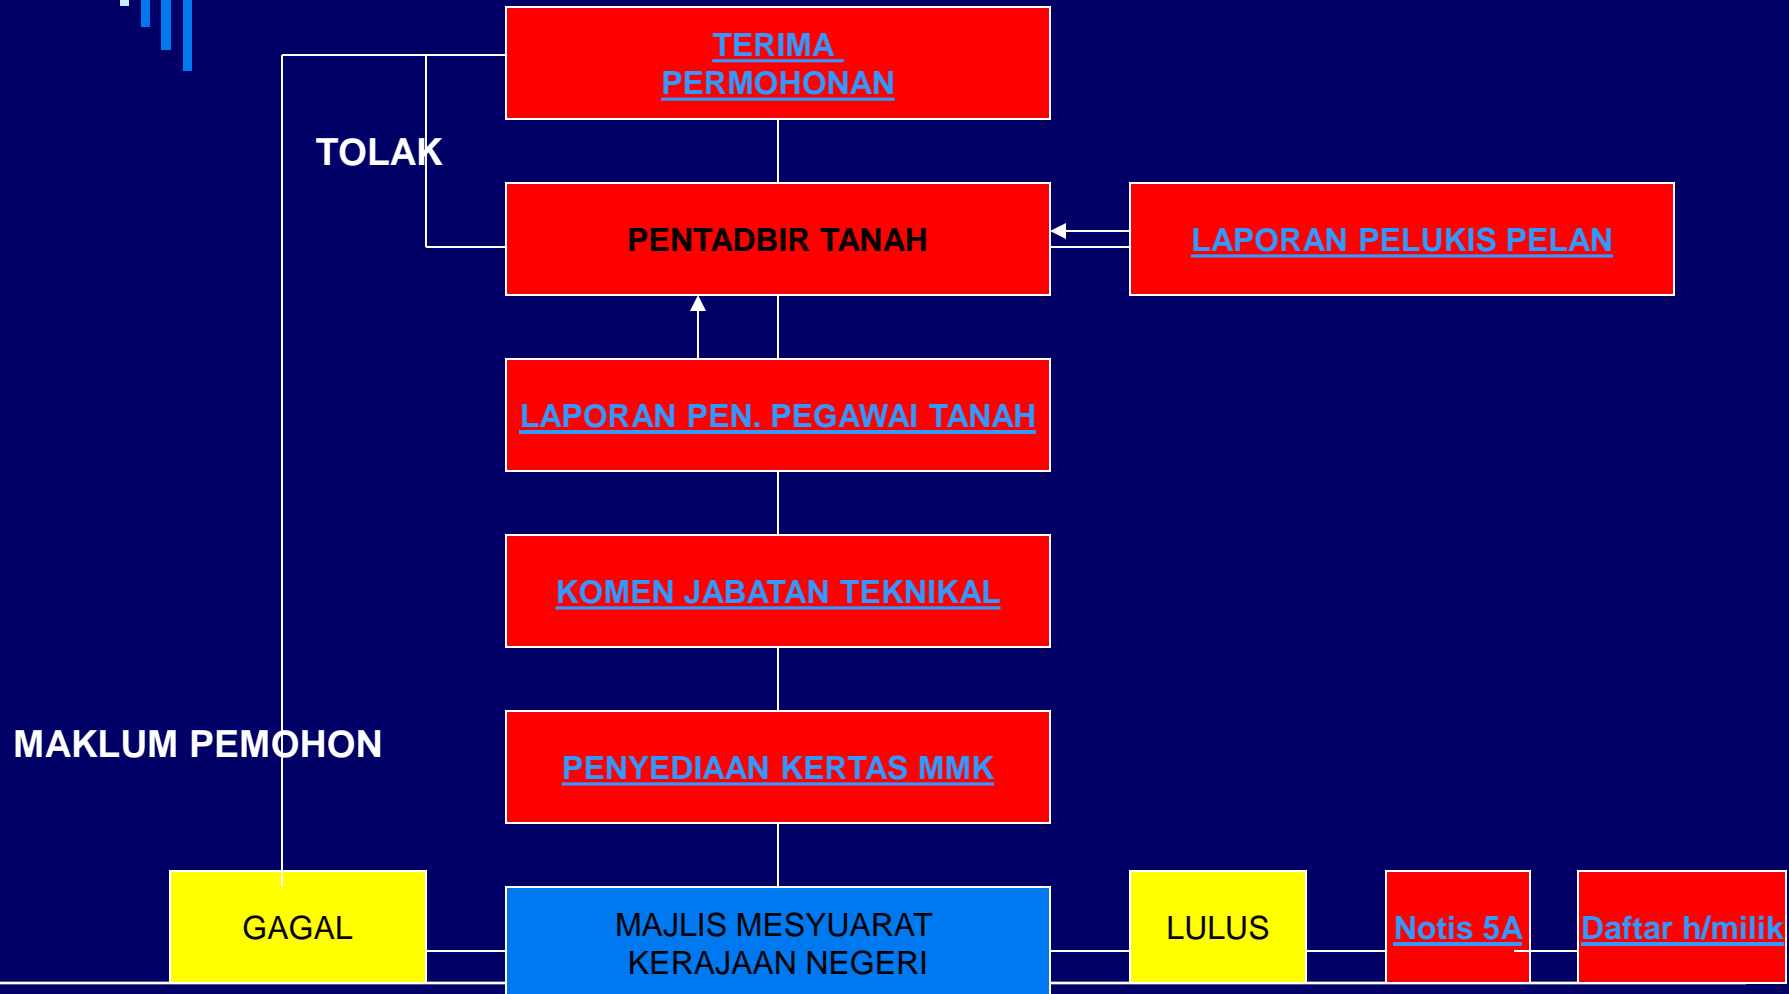 TERIMA
PERMOHONAN
TOLAK
PENTADBIR TANAH
LAPORAN PELUKIS PELAN
LAPORAN PEN. PEGAWAI TANAH
KOMEN JABATAN TEKNIKAL
MAKLUM PEMOHON
PENYEDIAAN KERTAS MMK
GAGAL
MAJLIS MESYUARAT
KERAJAAN NEGERI
LULUS
Notis 5A
Daftar h/milik